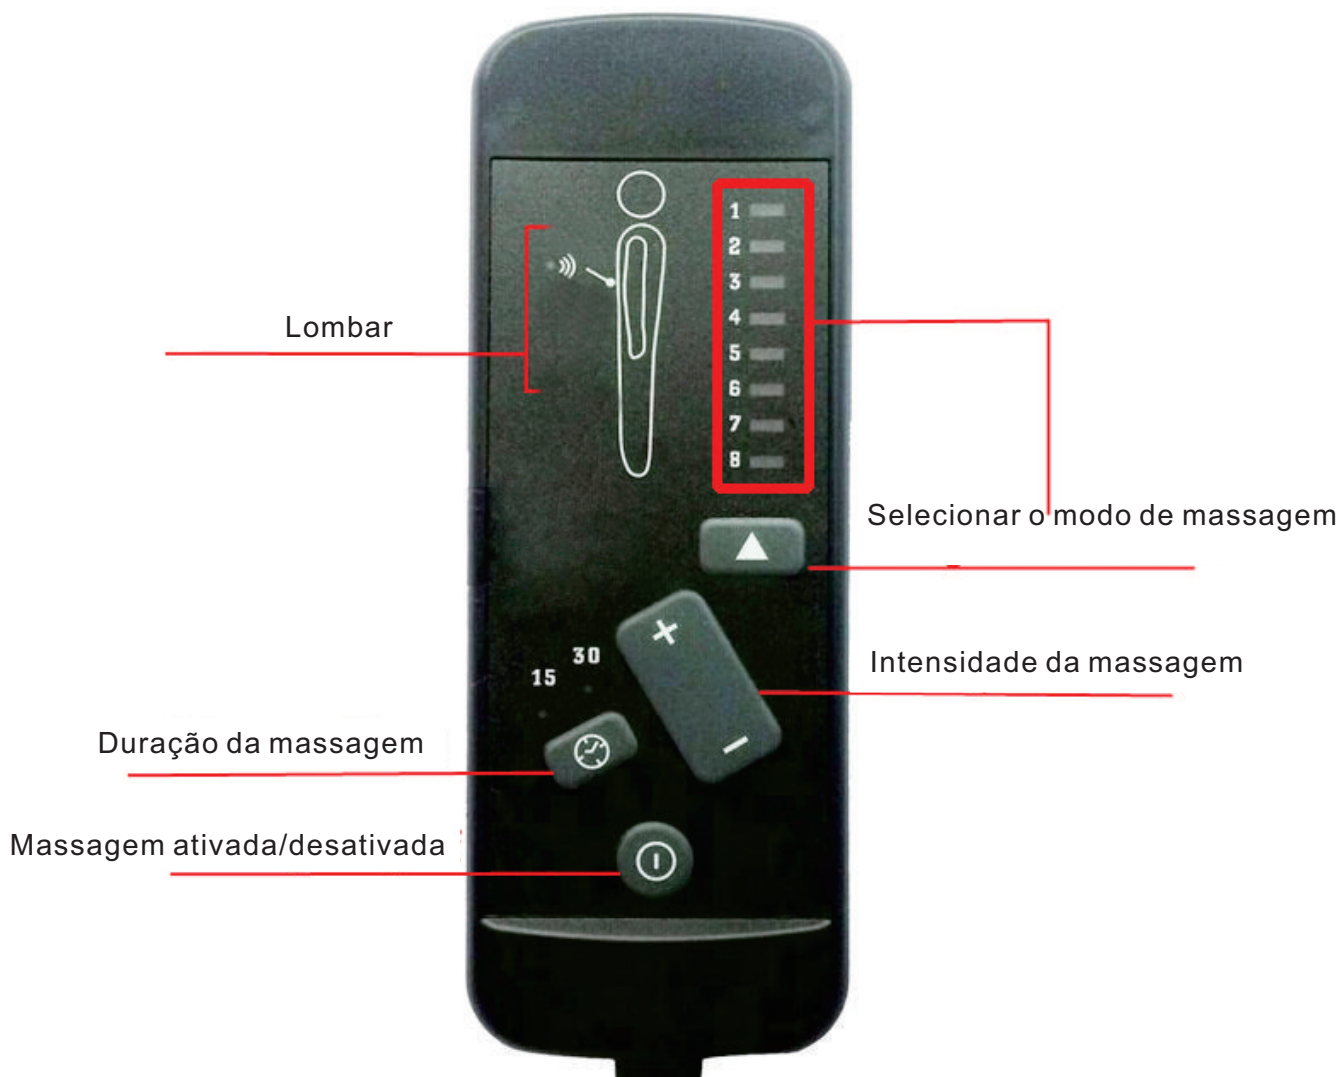 1
2
3
4
5
6
7
8
Lombar
Selecionar o modo de massagem
+
30
15
Intensidade da massagem
–
Duração da massagem
Massagem ativada/desativada